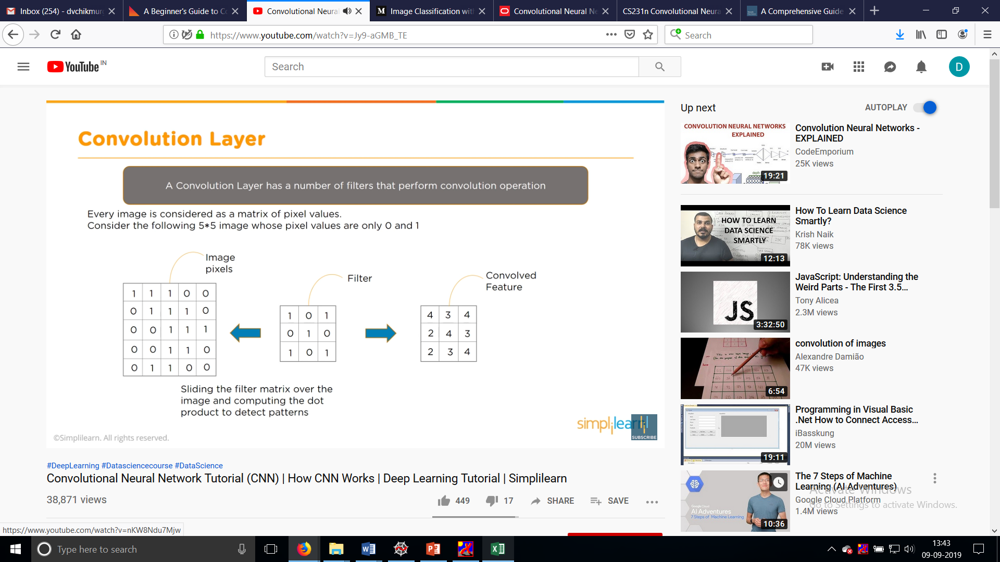 Inbox (254) - dvchikmur
A Beginner's Guide to Co
Convolutional Neural
Image Classification wit
Convolutional Neural Ne
CS231n Convolutional Neura
A Comprehensive Guide
https://www.youtube.com/watch?v=Jy9-aGMB_TE
Search
YouTube IN
Search
D
Convolution Layer
A Convolution Layer has a number of filters that perform convolution operation
Every image is considered as a matrix of pixel values.
Consider the following 5*5 image whose pixel values are only 0 and 1
Image
pixels
Filter
Convolved
Feature
1 1 1 0 0
0 1 1 1 0
0 0 1 1 1
0 0 1 1 0
0 1 1 0 0
1 0 1
0 1 0
1 0 1
4 3 4
2 4 3
2 3 4
Sliding the filter matrix over the
image and computing the dot
product to detect patterns
©Simplilearn. All rights reserved.
simplilearn
SUBSCRIBE
#DeepLearning #Datasciencecourse #DataScience
Convolutional Neural Network Tutorial (CNN) | How CNN Works | Deep Learning Tutorial | Simplilearn
38,871 views
449
17
SHARE
SAVE
Up next
AUTOPLAY
CONVOLUTION NEURAL NETWORKS
EXPLAINED
depth
19:21
Convolution Neural Networks -
EXPLAINED
CodeEmporium
25K views
HOW TO LEARN
DATA SCIENCE
SMARTLY
12:13
How To Learn Data Science
Smartly?
Krish Naik
78K views
JS
3:32:50
JavaScript: Understanding the
Weird Parts - The First 3.5...
Tony Alicea
2.3M views
6:54
convolution of images
Alexandre Damião
47K views
19:11
Programming in Visual Basic
.Net How to Connect Access...
iBasskung
20M views
Google Cloud
AI Adventures
7 Steps of Machine Learning
10:36
The 7 Steps of Machine
Learning (AI Adventures)
Google Cloud Platform
1.4M views
Activate Windows
Go to Settings to activate Windows.
https://www.youtube.com/watch?v=nKW8Ndu7Mjw
Type here to search
13:43
09-09-2019